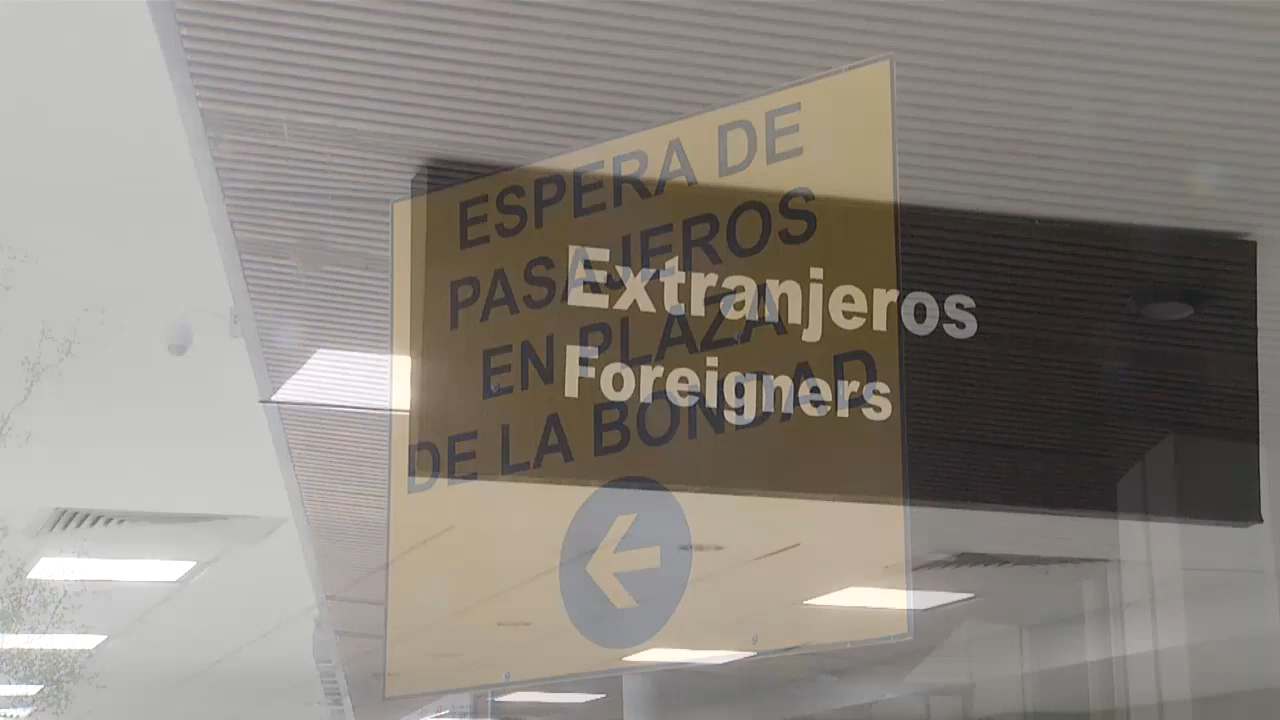 ESPERA DE
PASAJEROS
EN PLAZA
DE LA BONDAD
Extranjeros
Foreigners